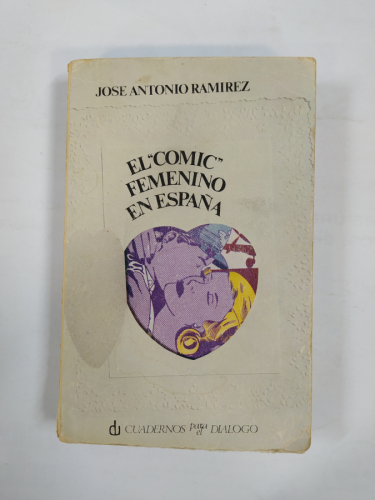 JOSE ANTONIO RAMIREZ
EL "COMIC"
FEMENINO
EN ESPAÑA
CUADERNOS para el DIALOGO